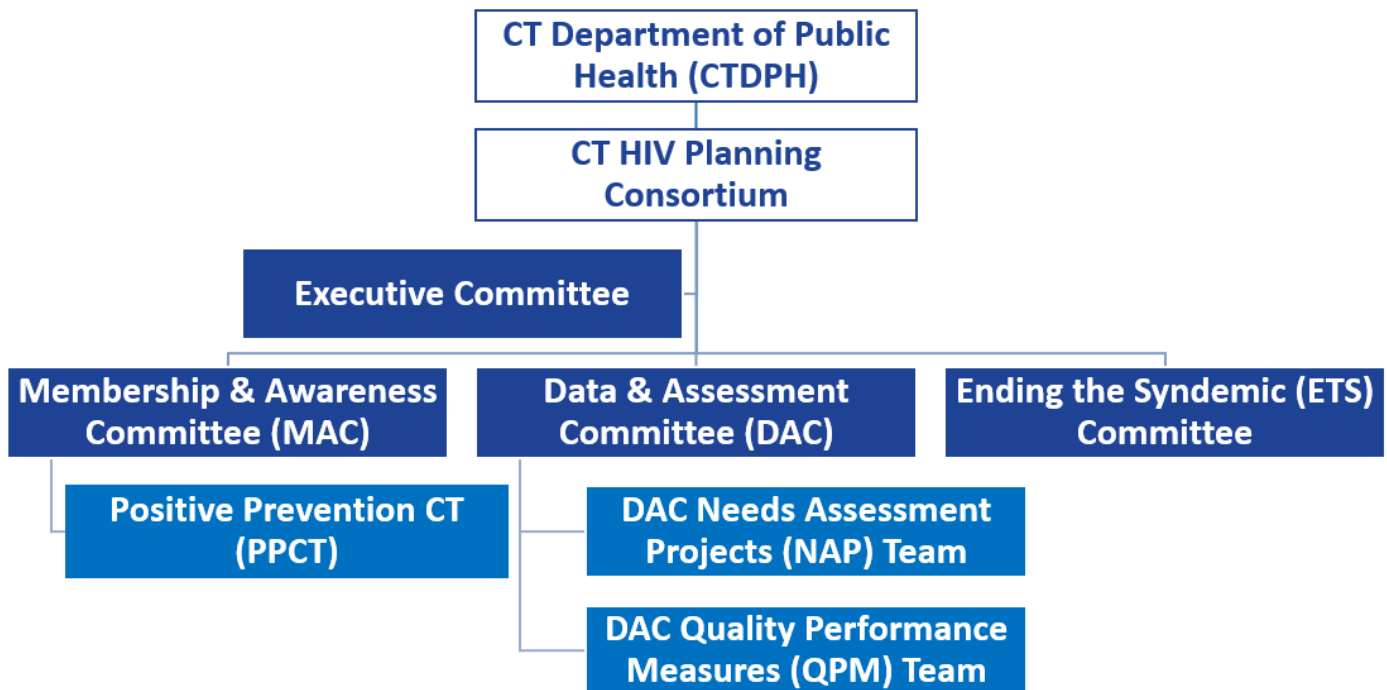 CT Department of Public
Health (CTDPH)
CT HIV Planning
Consortium
Executive Committee
Membership & Awareness
Committee (MAC)
Data & Assessment
Committee (DAC)
Ending the Syndemic (ETS)
Committee
Positive Prevention CT
(PPCT)
DAC Needs Assessment
Projects (NAP) Team
DAC Quality Performance
Measures (QPM) Team